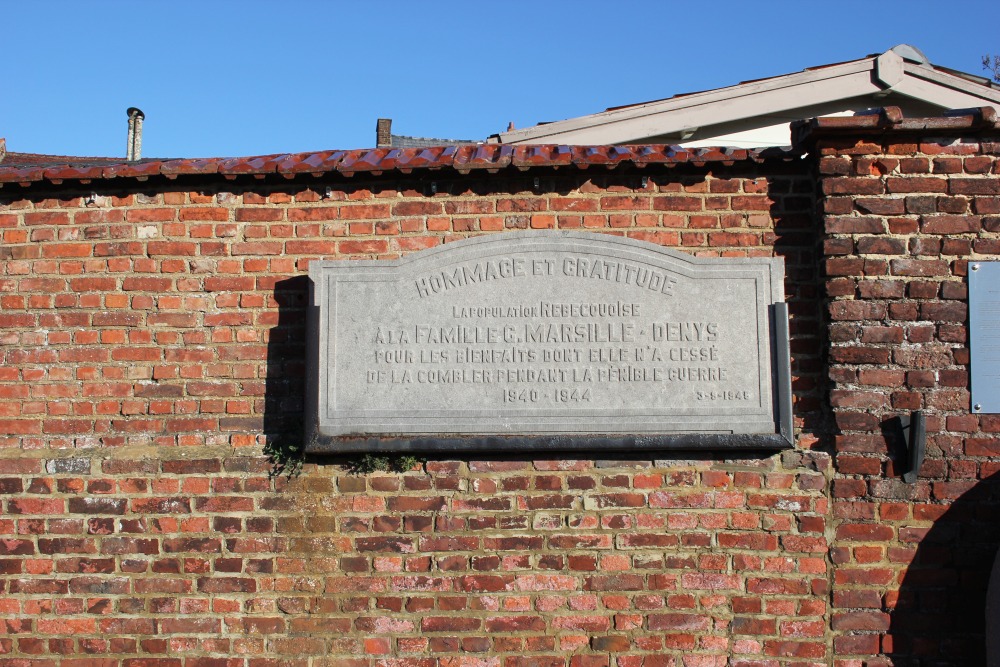 HOMMAGE ET GRATITUDE
LA POPULATION REBECQUOISE
À LA FAMILLE G. MARSILLE - DENYS
POUR LES BIENFAITS DONT ELLE N'A CESSÉ
DE LA COMBLER PENDANT LA PÉNIBLE GUERRE
1940 - 1944 3-9-1945